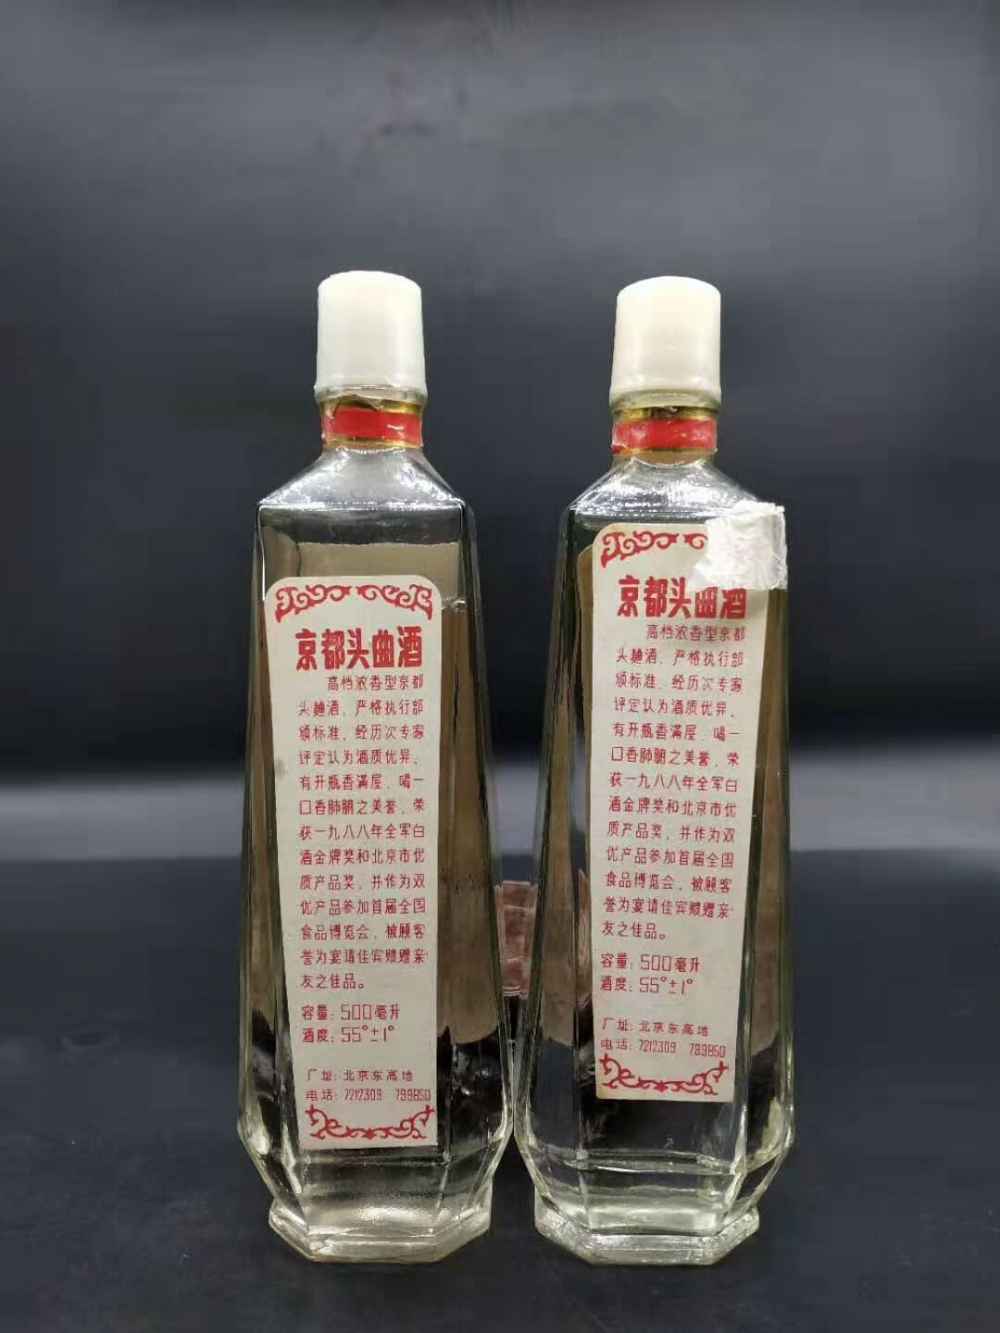 京都头曲酒
高档浓香型京都
头曲酒、严格执行部
颁标准、经历次专家
评定认为酒质优异、
有开瓶香满屋、喝一
口香肺腑之美誉、荣
获一九八八年全军白
酒金牌奖和北京市优
质产品奖、并作为双
优产品参加首届全国
食品博览会、被顾客
誉为宴请佳宾馈赠亲
友之佳品。
容量:500毫升
酒度:55°±1°
厂址:北京东高地
电话:7212309 789850
京都头曲酒
高档浓香型京都
头曲酒、严格执行部
颁标准、经历次专家
评定认为酒质优异、
有开瓶香满屋、喝一
口香肺腑之美誉、荣
获一九八八年全军白
酒金牌奖和北京市优
质产品奖、并作为双
优产品参加首届全国
食品博览会、被顾客
誉为宴请佳宾馈赠亲
友之佳品。
容量:500毫升
酒度:55°±1°
厂址:北京东高地
电话:7212309 789850